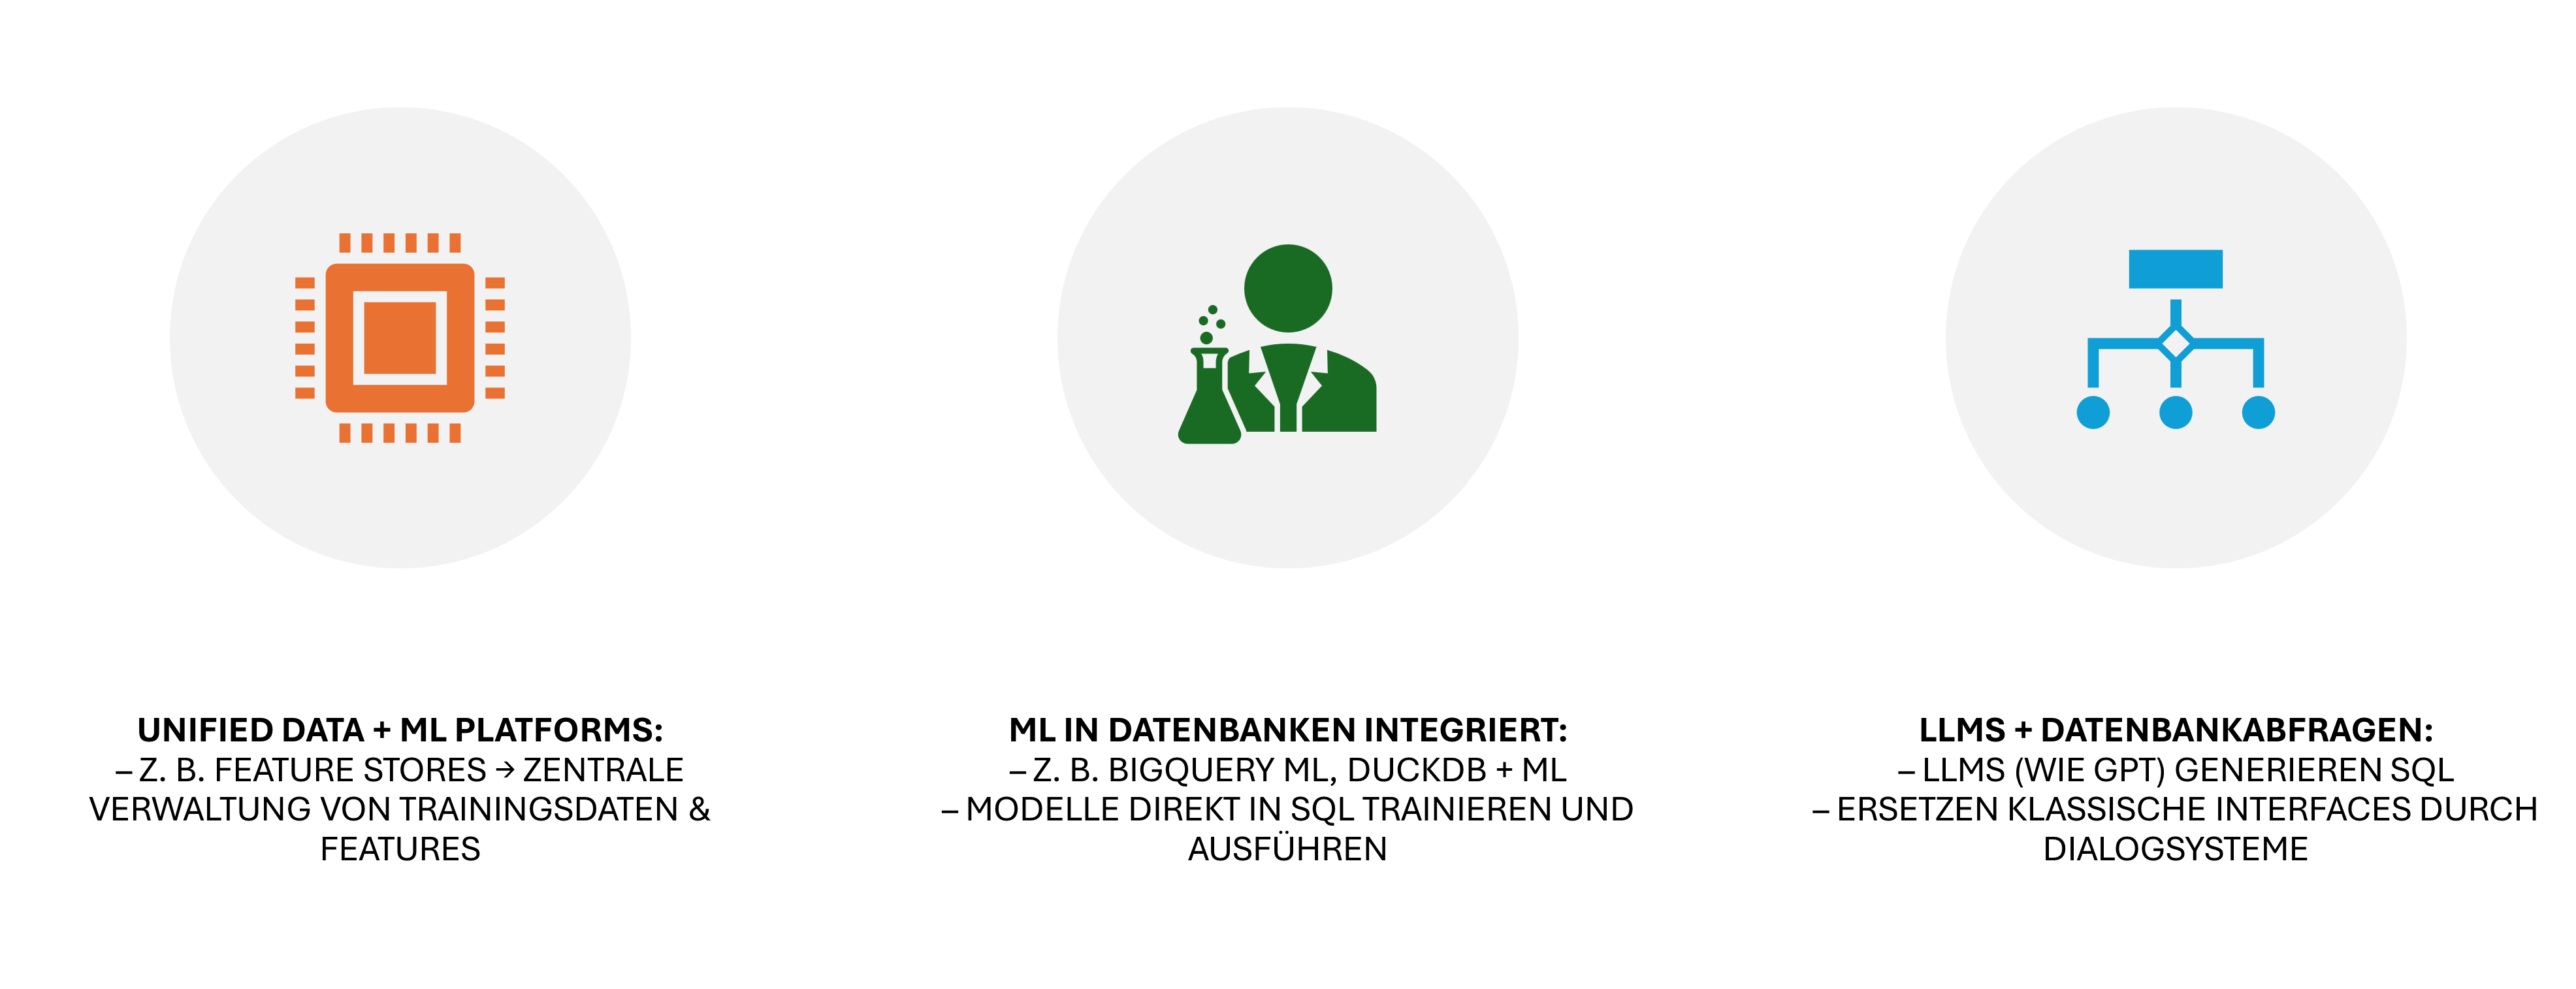 UNIFIED DATA + ML PLATFORMS:
– Z. B. FEATURE STORES → ZENTRALE
VERWALTUNG VON TRAININGSDATEN &
FEATURES
ML IN DATENBANKEN INTEGRIERT:
– Z. B. BIGQUERY ML, DUCKDB + ML
– MODELLE DIREKT IN SQL TRAINIEREN UND
AUSFÜHREN
LLMS + DATENBANKABFRAGEN:
– LLMS (WIE GPT) GENERIEREN SQL
– ERSETZEN KLASSISCHE INTERFACES DURCH
DIALOGSYSTEME